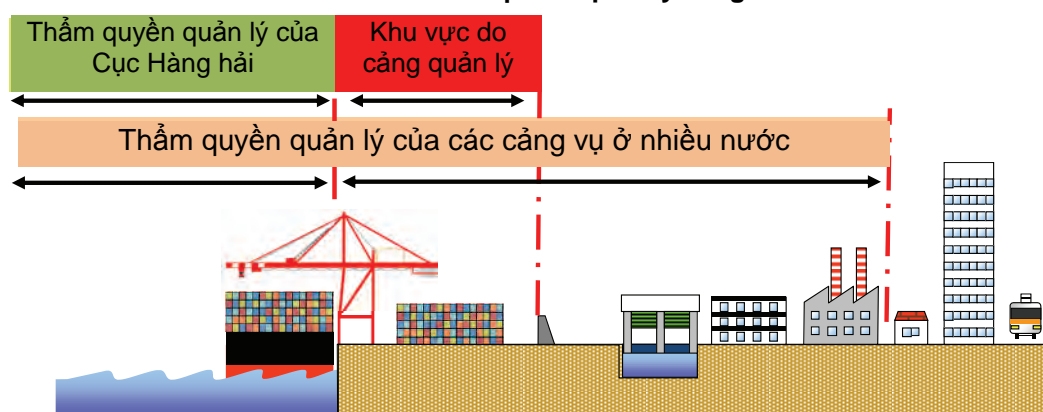 Thẩm quyền quản lý của
Cục Hàng hải
Khu vực do
cảng quản lý
Thẩm quyền quản lý của các cảng vụ ở nhiều nước